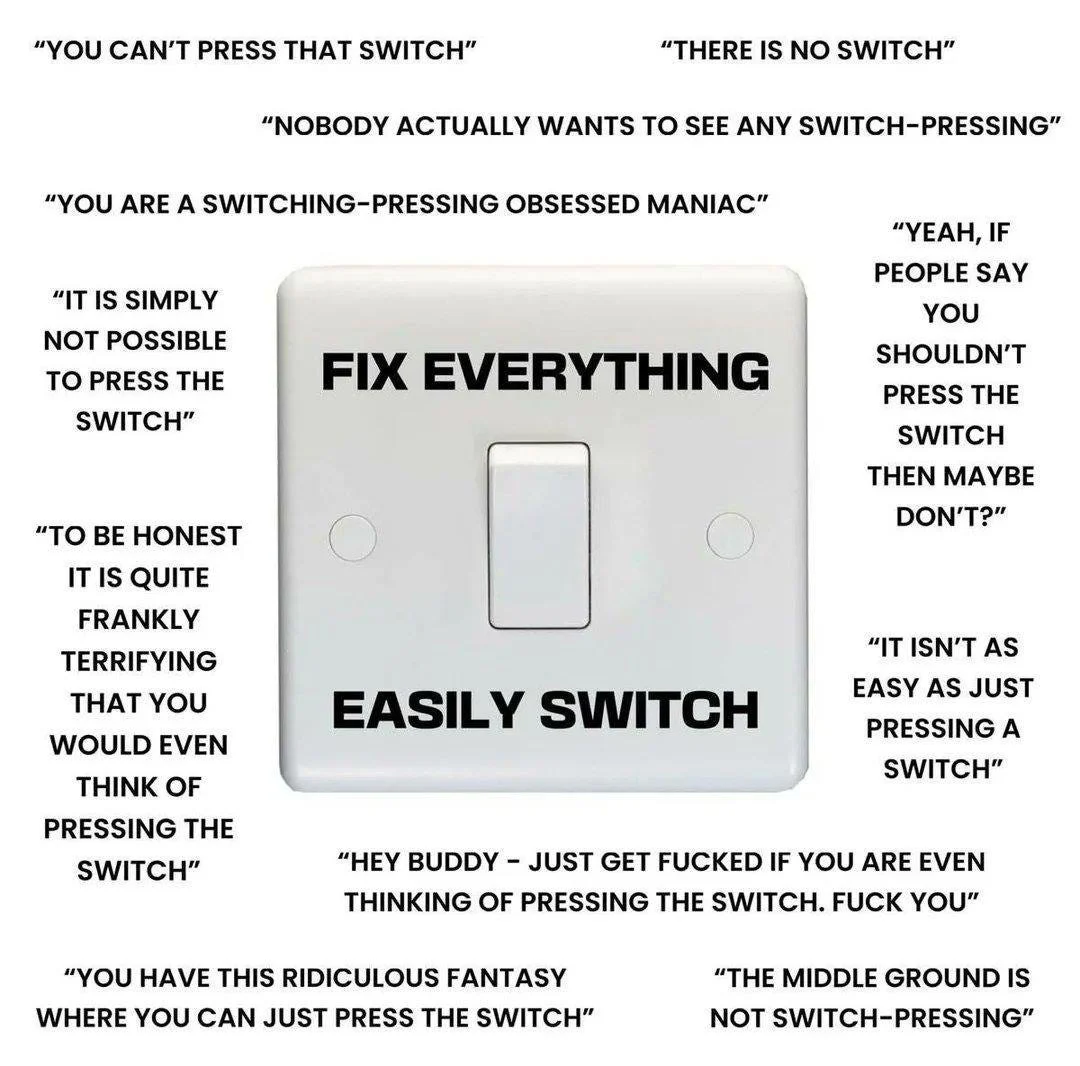 “YOU CAN’T PRESS THAT SWITCH”
“THERE IS NO SWITCH”
“NOBODY ACTUALLY WANTS TO SEE ANY SWITCH-PRESSING”
“YOU ARE A SWITCHING-PRESSING OBSESSED MANIAC”
“YEAH, IF
PEOPLE SAY
YOU
SHOULDN’T
PRESS THE
SWITCH
THEN MAYBE
DON’T?”
“IT IS SIMPLY
NOT POSSIBLE
TO PRESS THE
SWITCH”
FIX EVERYTHING
EASILY SWITCH
“TO BE HONEST
IT IS QUITE
FRANKLY
TERRIFYING
THAT YOU
WOULD EVEN
THINK OF
PRESSING THE
SWITCH”
“IT ISN’T AS
EASY AS JUST
PRESSING A
SWITCH”
“HEY BUDDY - JUST GET FUCKED IF YOU ARE EVEN
THINKING OF PRESSING THE SWITCH. FUCK YOU”
“YOU HAVE THIS RIDICULOUS FANTASY
WHERE YOU CAN JUST PRESS THE SWITCH”
“THE MIDDLE GROUND IS
NOT SWITCH-PRESSING”